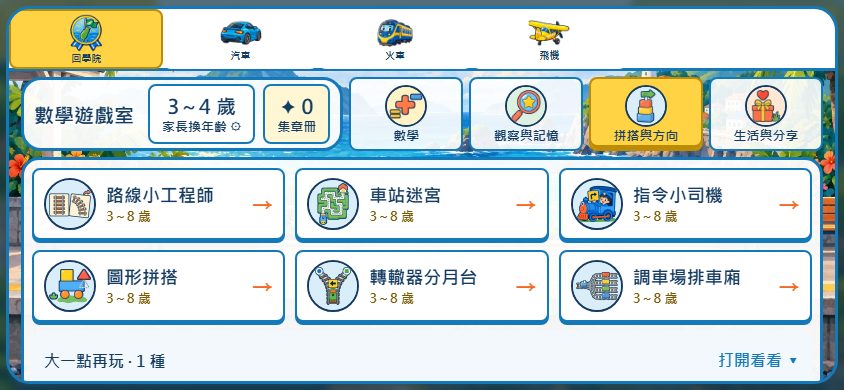 回學院
汽車
火車
飛機
數學遊戲室
3~4 歲
家長換年齡
✦ 0
集章冊
數學
觀察與記憶
拼搭與方向
生活與分享
路線小工程師
3~8 歲
→
車站迷宮
3~8 歲
→
指令小司機
3~8 歲
→
圖形拼搭
3~8 歲
→
轉轍器分月台
3~8 歲
→
調車場排車廂
3~8 歲
→
大一點再玩 · 1 種
打開看看 ▼